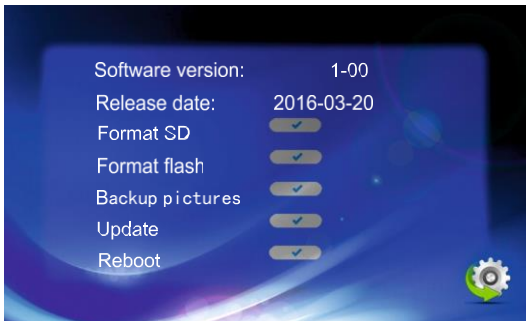 Software version: 1-00
Release date: 2016-03-20
Format SD
Format flash
Backup pictures
Update
Reboot